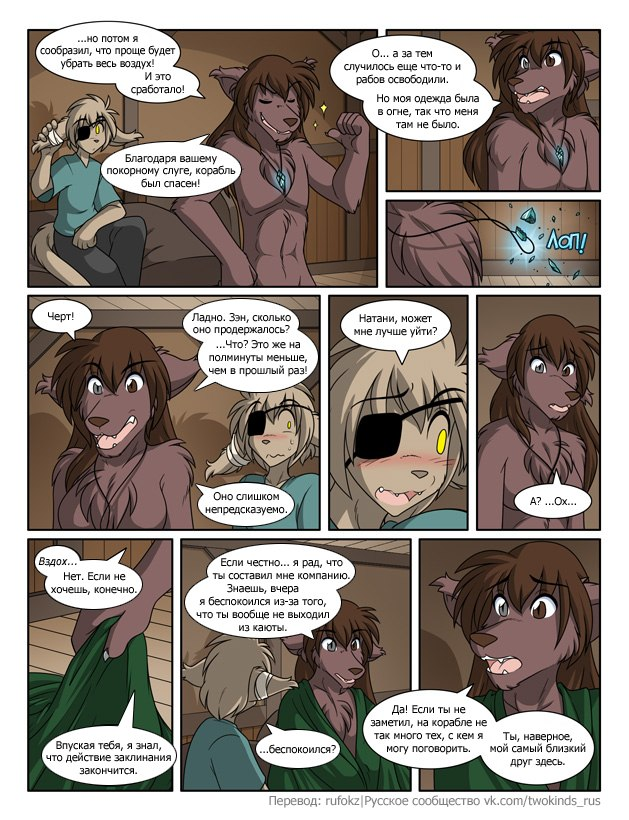 ...но потом я
сообразил, что проще будет
убрать весь воздух!
И это
сработало!
Благодаря вашему
покорному слуге, корабль
был спасен!
О... а за тем
случилось еще что-то и
рабов освободили.
Но моя одежда была
в огне, так что меня
там не было.
ЛОП!
Черт!
Ладно. Зэн, сколько
оно продержалось?
...Что? Это же на
полминуты меньше,
чем в прошлый раз!
Оно слишком
непредсказуемо.
Натани, может
мне лучше уйти?
А? ...Ох...
Вздох...
Нет. Если не
хочешь, конечно.
Впуская тебя, я знал,
что действие заклинания
закончится.
Если честно... я рад, что
ты составил мне компанию.
Знаешь, вчера
я беспокоился из-за того,
что ты вообще не выходил
из каюты.
...беспокоился?
Да! Если ты не
заметил, на корабле не
так много тех, с кем я
могу поговорить.
Ты, наверное,
мой самый близкий
друг здесь.
Перевод: rufokz|Русское сообщество vk.com/twokinds_rus